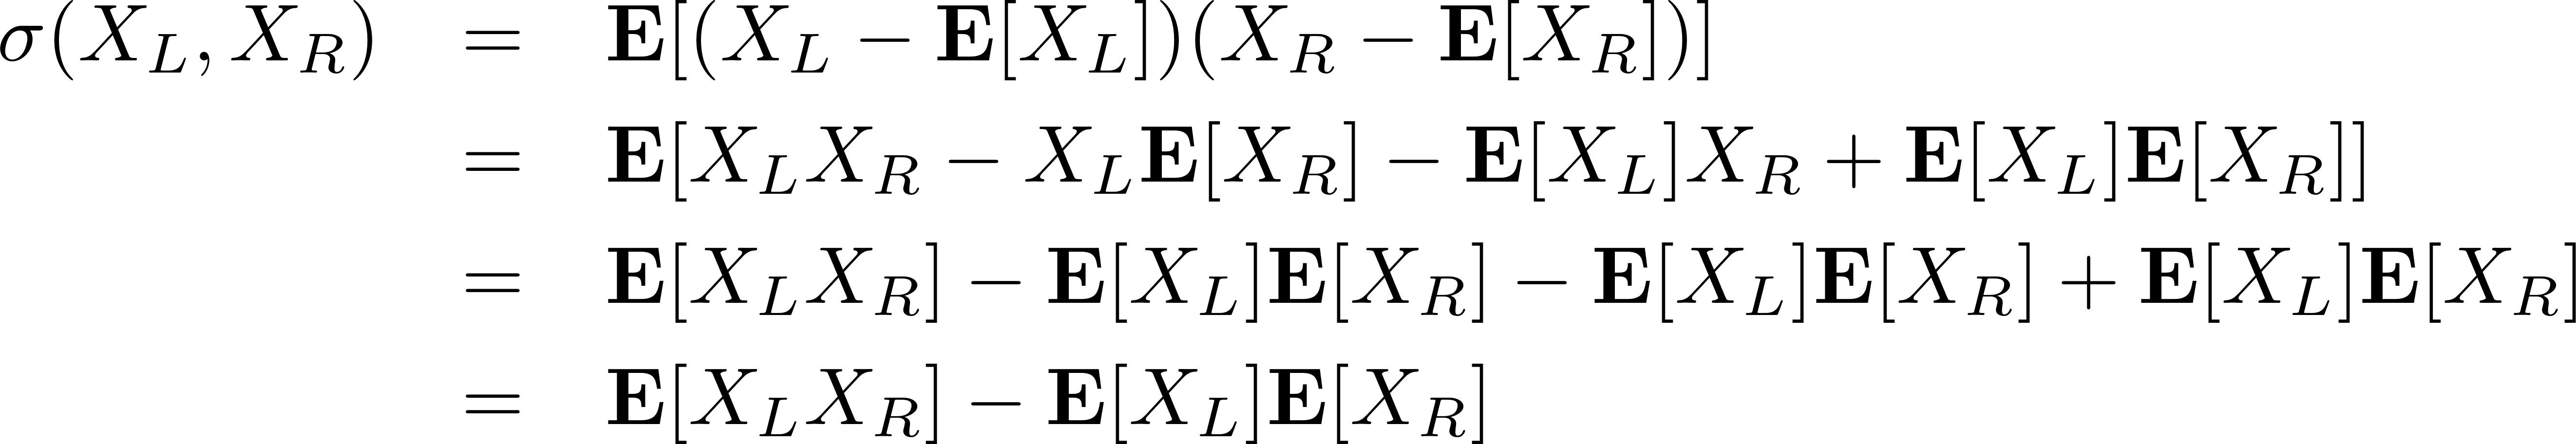 σ(X_L, X_R) = E[(X_L − E[X_L])(X_R − E[X_R])]
= E[X_L X_R − X_L E[X_R] − E[X_L]X_R + E[X_L]E[X_R]]
= E[X_L X_R] − E[X_L]E[X_R] − E[X_L]E[X_R] + E[X_L]E[X_R]
= E[X_L X_R] − E[X_L]E[X_R]